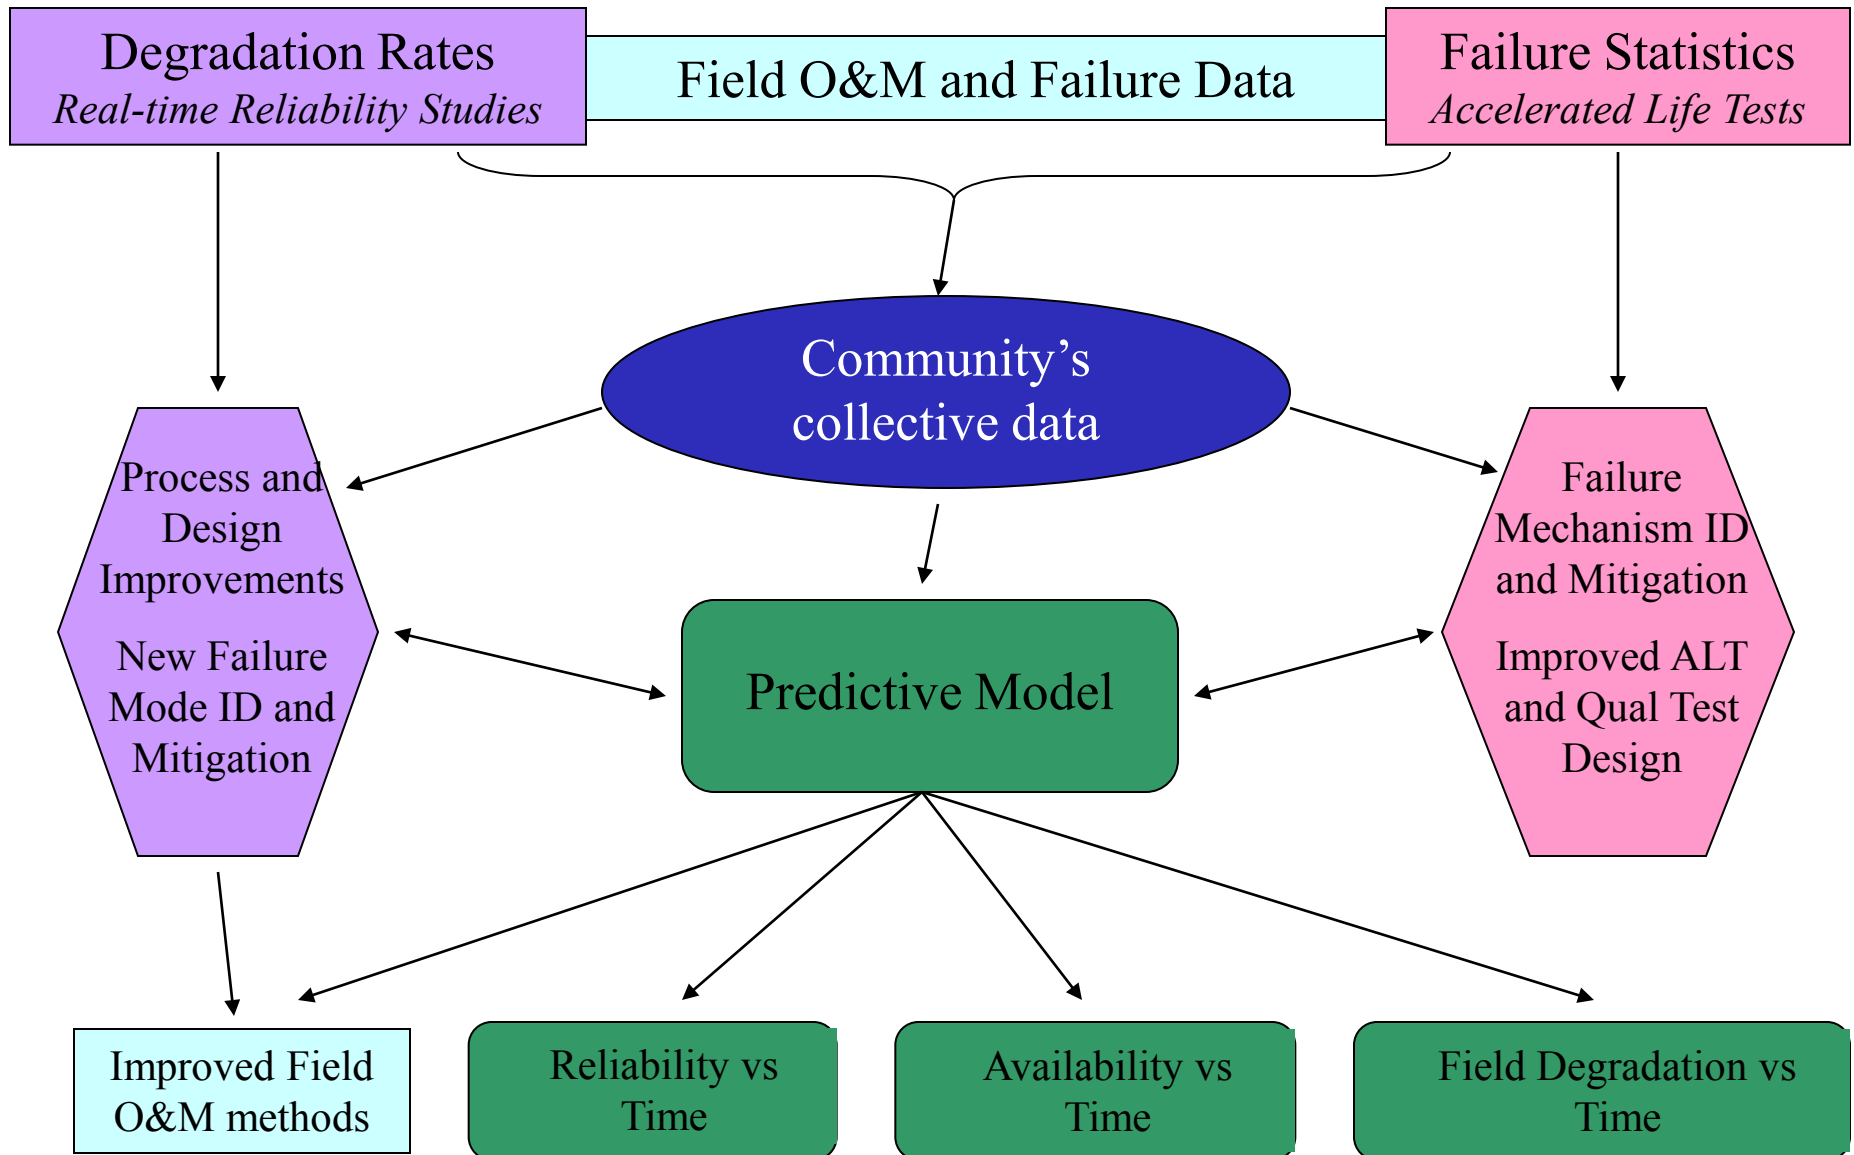 Degradation Rates
Real-time Reliability Studies
Field O&M and Failure Data
Failure Statistics
Accelerated Life Tests
Community’s
collective data
Process and
Design
Improvements
New Failure
Mode ID and
Mitigation
Predictive Model
Failure
Mechanism ID
and Mitigation
Improved ALT
and Qual Test
Design
Improved Field
O&M methods
Reliability vs
Time
Availability vs
Time
Field Degradation vs
Time